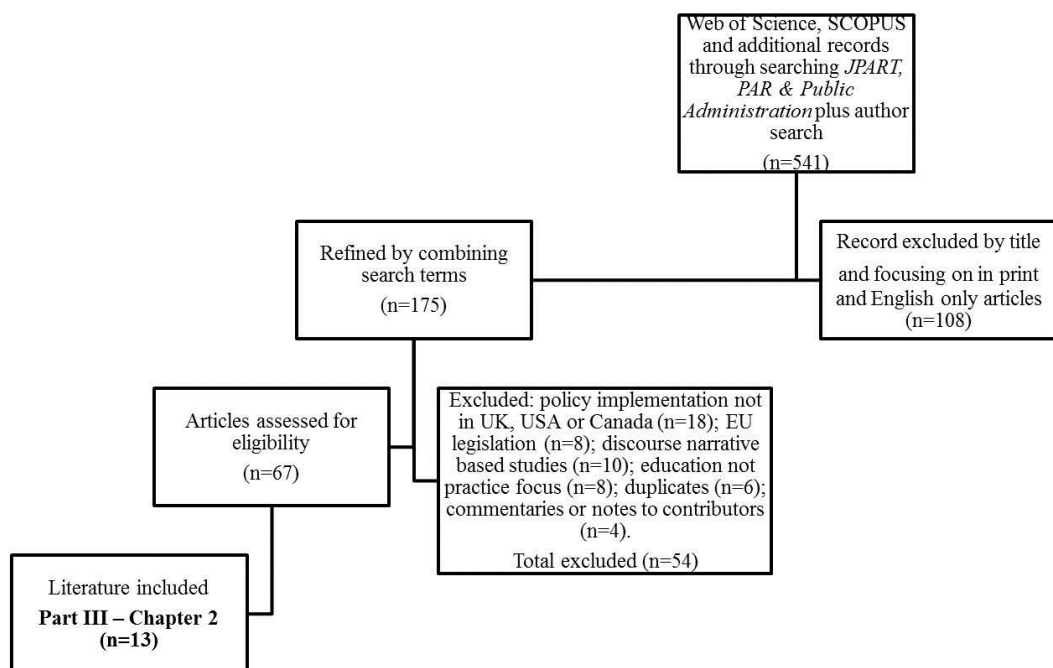 Web of Science, SCOPUS
and additional records
through searching JPART,
PAR & Public
Administration plus author
search
(n=541)
Refined by combining
search terms
(n=175)
Record excluded by title
and focusing on in print
and English only articles
(n=108)
Articles assessed for
eligibility
(n=67)
Excluded: policy implementation not
in UK, USA or Canada (n=18); EU
legislation (n=8); discourse narrative
based studies (n=10); education not
practice focus (n=8); duplicates (n=6);
commentaries or notes to contributors
(n=4).
Total excluded (n=54)
Literature included
Part III – Chapter 2
(n=13)